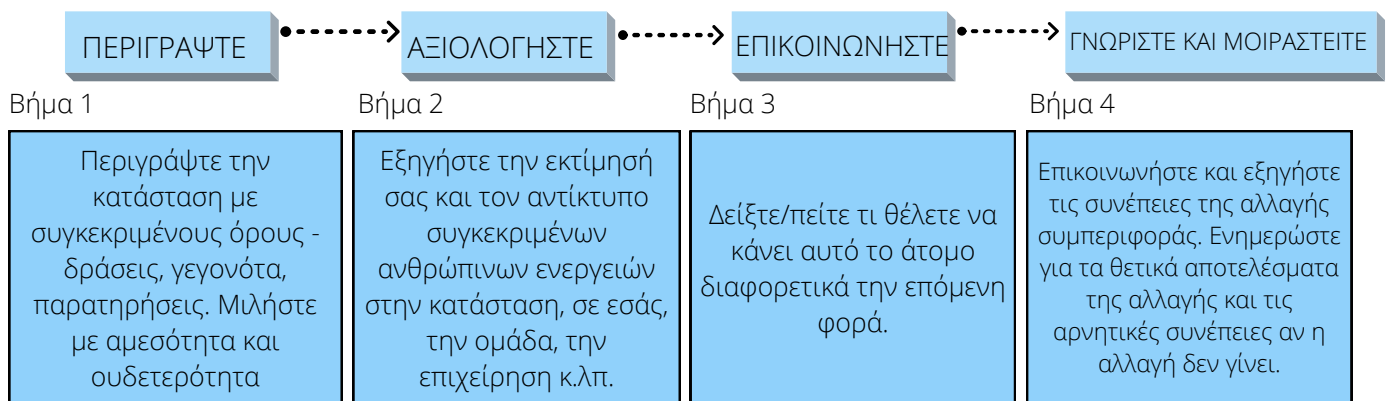 ΠΕΡΙΓΡΑΨΤΕ
ΑΞΙΟΛΟΓΗΣΤΕ
ΕΠΙΚΟΙΝΩΝΗΣΤΕ
ΓΝΩΡΙΣΤΕ ΚΑΙ ΜΟΙΡΑΣΤΕΙΤΕ
Βήμα 1
Περιγράψτε την
κατάσταση με
συγκεκριμένους όρους -
δράσεις, γεγονότα,
παρατηρήσεις. Μιλήστε
με αμεσότητα και
ουδετερότητα
Βήμα 2
Εξηγήστε την εκτίμησή
σας και τον αντίκτυπο
συγκεκριμένων
ανθρώπινων ενεργειών
στην κατάσταση, σε εσάς,
την ομάδα, την
επιχείρηση κ.λπ.
Βήμα 3
Δείξτε/πείτε τι θέλετε να
κάνει αυτό το άτομο
διαφορετικά την επόμενη
φορά.
Βήμα 4
Επικοινωνήστε και εξηγήστε
τις συνέπειες της αλλαγής
συμπεριφοράς. Ενημερώστε
για τα θετικά αποτελέσματα
της αλλαγής και τις
αρνητικές συνέπειες αν η
αλλαγή δεν γίνει.